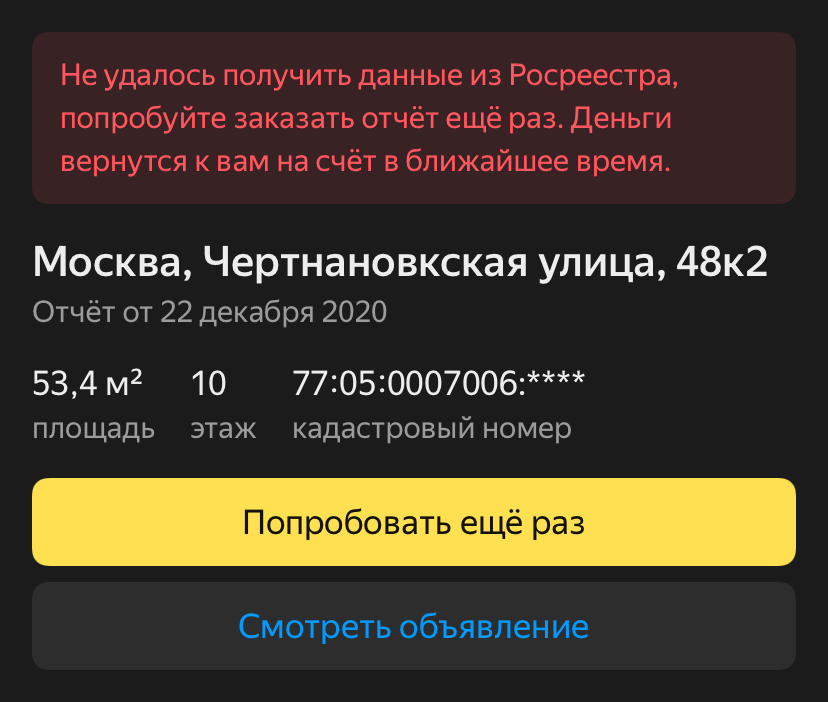 Не удалось получить данные из Росреестра,
попробуйте заказать отчёт ещё раз. Деньги
вернутся к вам на счёт в ближайшее время.
Москва, Чертнановкская улица, 48к2
Отчёт от 22 декабря 2020
53,4 м² 10 77:05:0007006:****
площадь этаж кадастровый номер
Попробовать ещё раз
Смотреть объявление